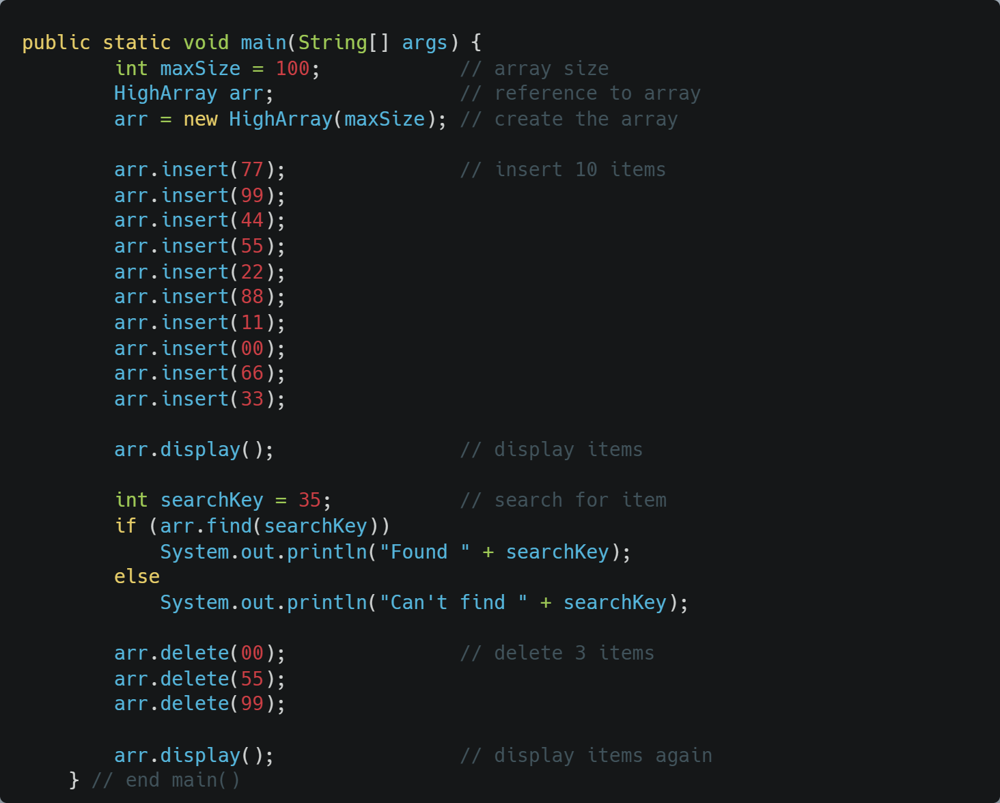 public static void main(String[] args) {
        int maxSize = 100;            // array size
        HighArray arr;                // reference to array
        arr = new HighArray(maxSize); // create the array

        arr.insert(77);               // insert 10 items
        arr.insert(99);
        arr.insert(44);
        arr.insert(55);
        arr.insert(22);
        arr.insert(88);
        arr.insert(11);
        arr.insert(00);
        arr.insert(66);
        arr.insert(33);

        arr.display();                // display items

        int searchKey = 35;           // search for item
        if (arr.find(searchKey))
            System.out.println("Found " + searchKey);
        else
            System.out.println("Can't find " + searchKey);

        arr.delete(00);               // delete 3 items
        arr.delete(55);
        arr.delete(99);

        arr.display();                // display items again
    } // end main()